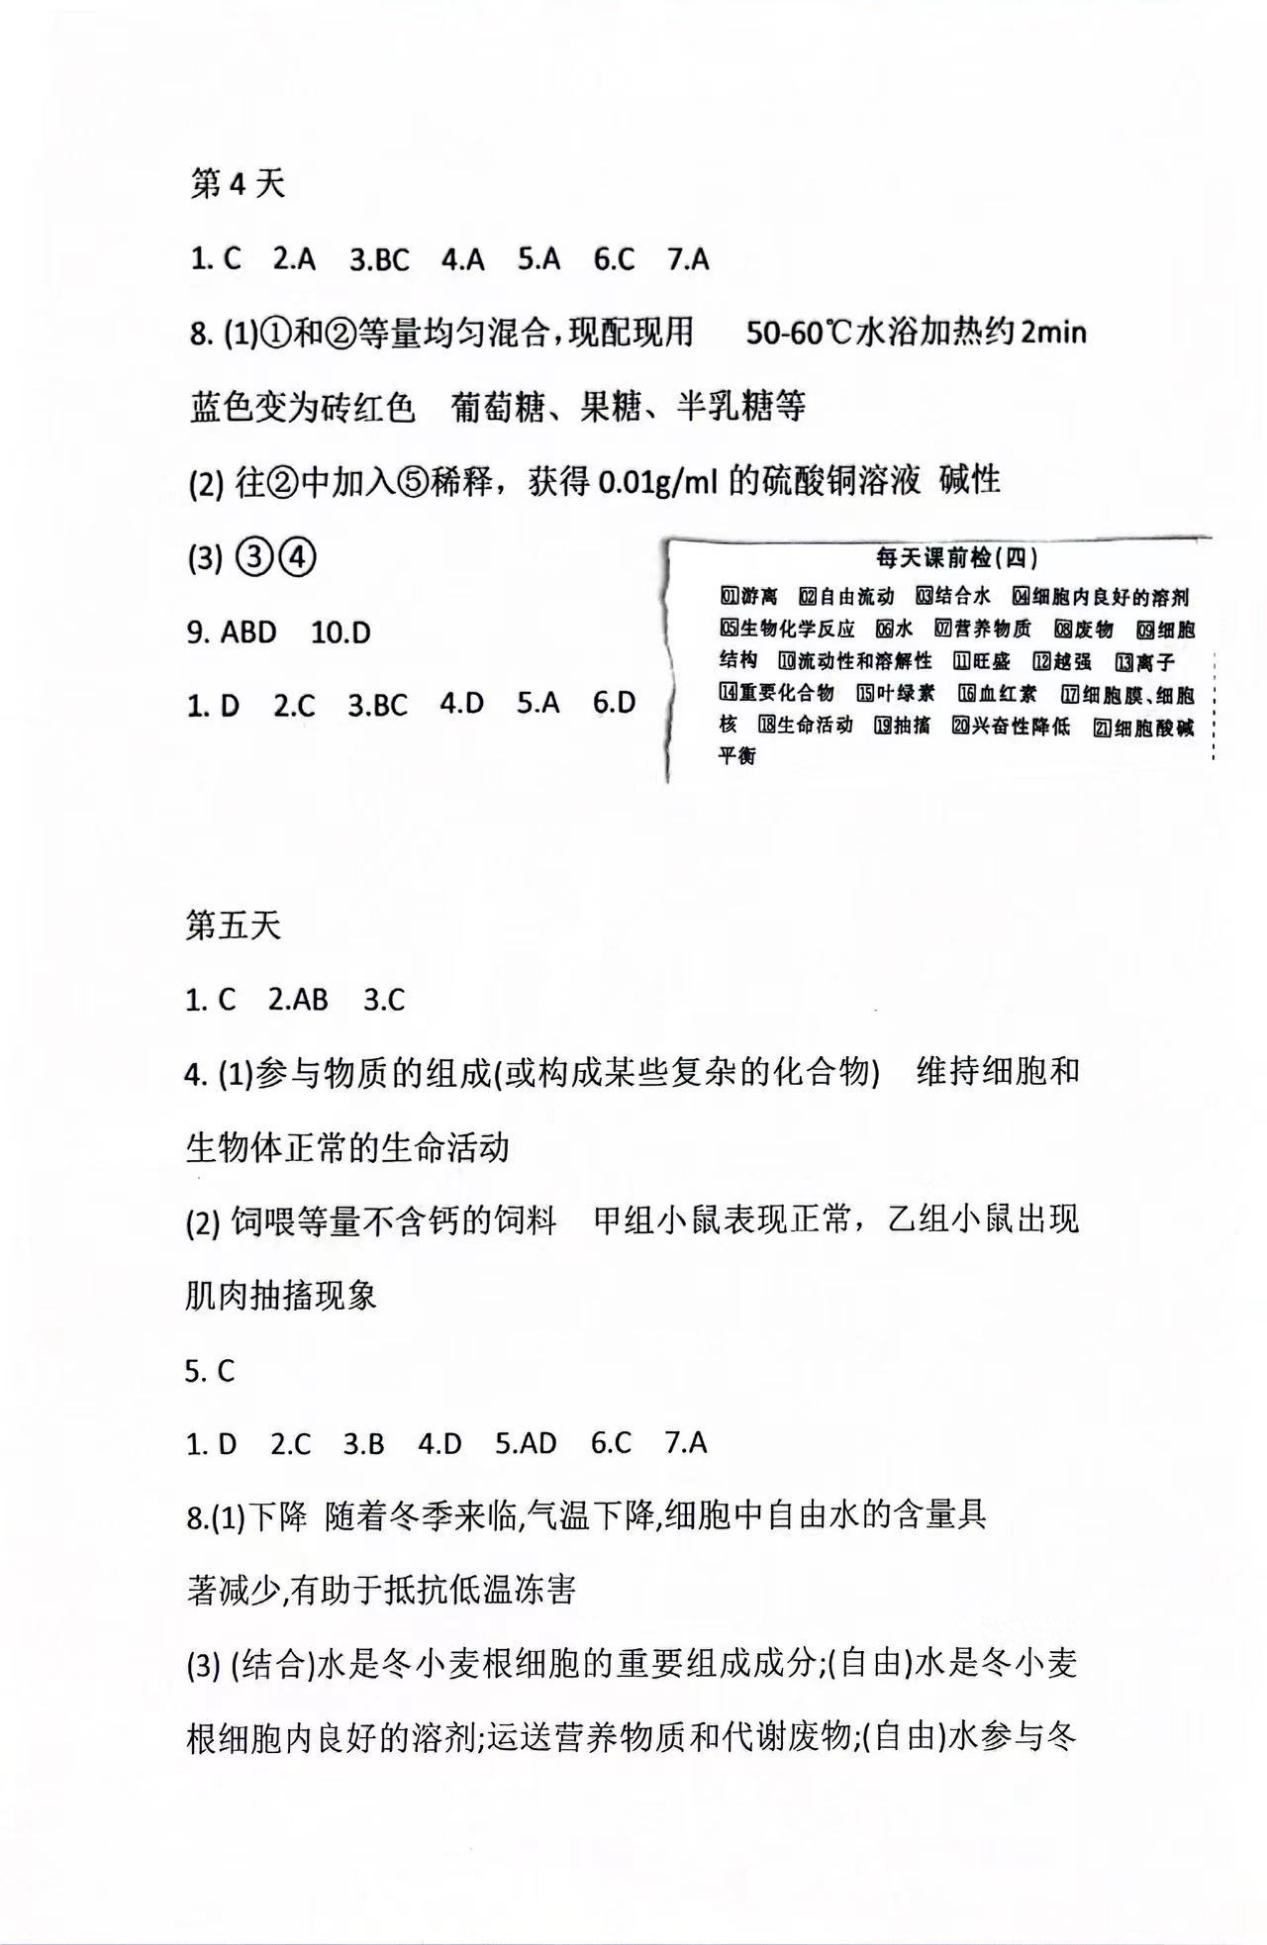 第4天
1. C 2.A 3.BC 4.A 5.A 6.C 7.A
8. (1)①和②等量均匀混合,现配现用 50-60℃水浴加热约2min
蓝色变为砖红色 葡萄糖、果糖、半乳糖等
(2) 往②中加入⑤稀释，获得 0.01g/ml 的硫酸铜溶液 碱性
(3) ③④
9. ABD 10.D
1. D 2.C 3.BC 4.D 5.A 6.D
每天课前检(四)
01游离 02自由流动 03结合水 04细胞内良好的溶剂
05生物化学反应 06水 07营养物质 08废物 09细胞
结构 10流动性和溶解性 11旺盛 12越强 13离子
14重要化合物 15叶绿素 16血红素 17细胞膜、细胞
核 18生命活动 19抽搐 20兴奋性降低 21细胞酸碱
平衡
第五天
1. C 2.AB 3.C
4. (1)参与物质的组成(或构成某些复杂的化合物) 维持细胞和
生物体正常的生命活动
(2) 饲喂等量不含钙的饲料 甲组小鼠表现正常，乙组小鼠出现
肌肉抽搐现象
5. C
1. D 2.C 3.B 4.D 5.AD 6.C 7.A
8.(1)下降 随着冬季来临,气温下降,细胞中自由水的含量具
著减少,有助于抵抗低温冻害
(3) (结合)水是冬小麦根细胞的重要组成成分;(自由)水是冬小麦
根细胞内良好的溶剂;运送营养物质和代谢废物;(自由)水参与冬